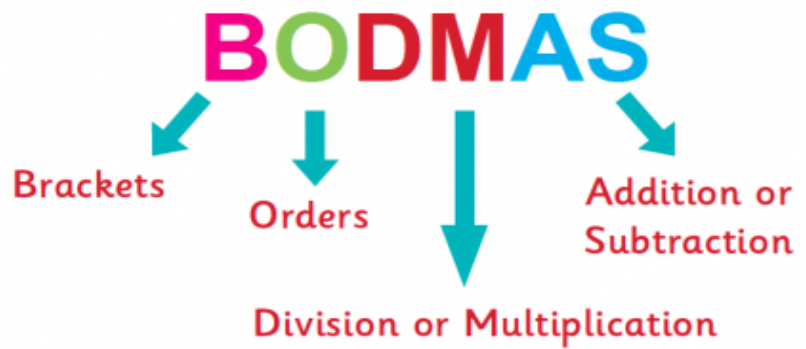 BODMAS
Brackets
Orders
Division or Multiplication
Addition or
Subtraction